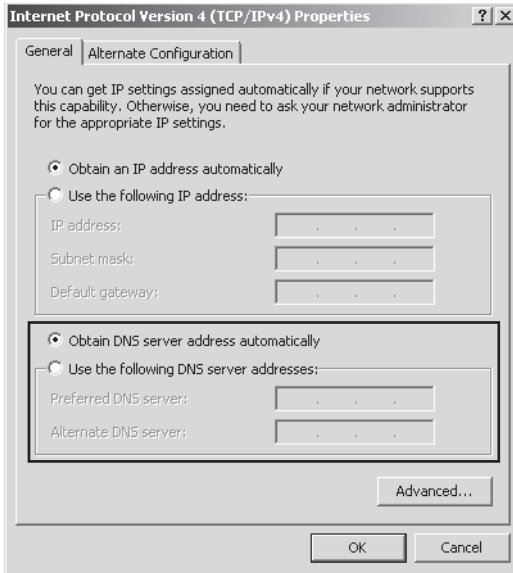 Internet Protocol Version 4 (TCP/IPv4) Properties ? X
General Alternate Configuration
You can get IP settings assigned automatically if your network supports
this capability. Otherwise, you need to ask your network administrator
for the appropriate IP settings.
Obtain an IP address automatically
Use the following IP address:
IP address:
Subnet mask:
Default gateway:
Obtain DNS server address automatically
Use the following DNS server addresses:
Preferred DNS server:
Alternate DNS server:
Advanced...
OK Cancel